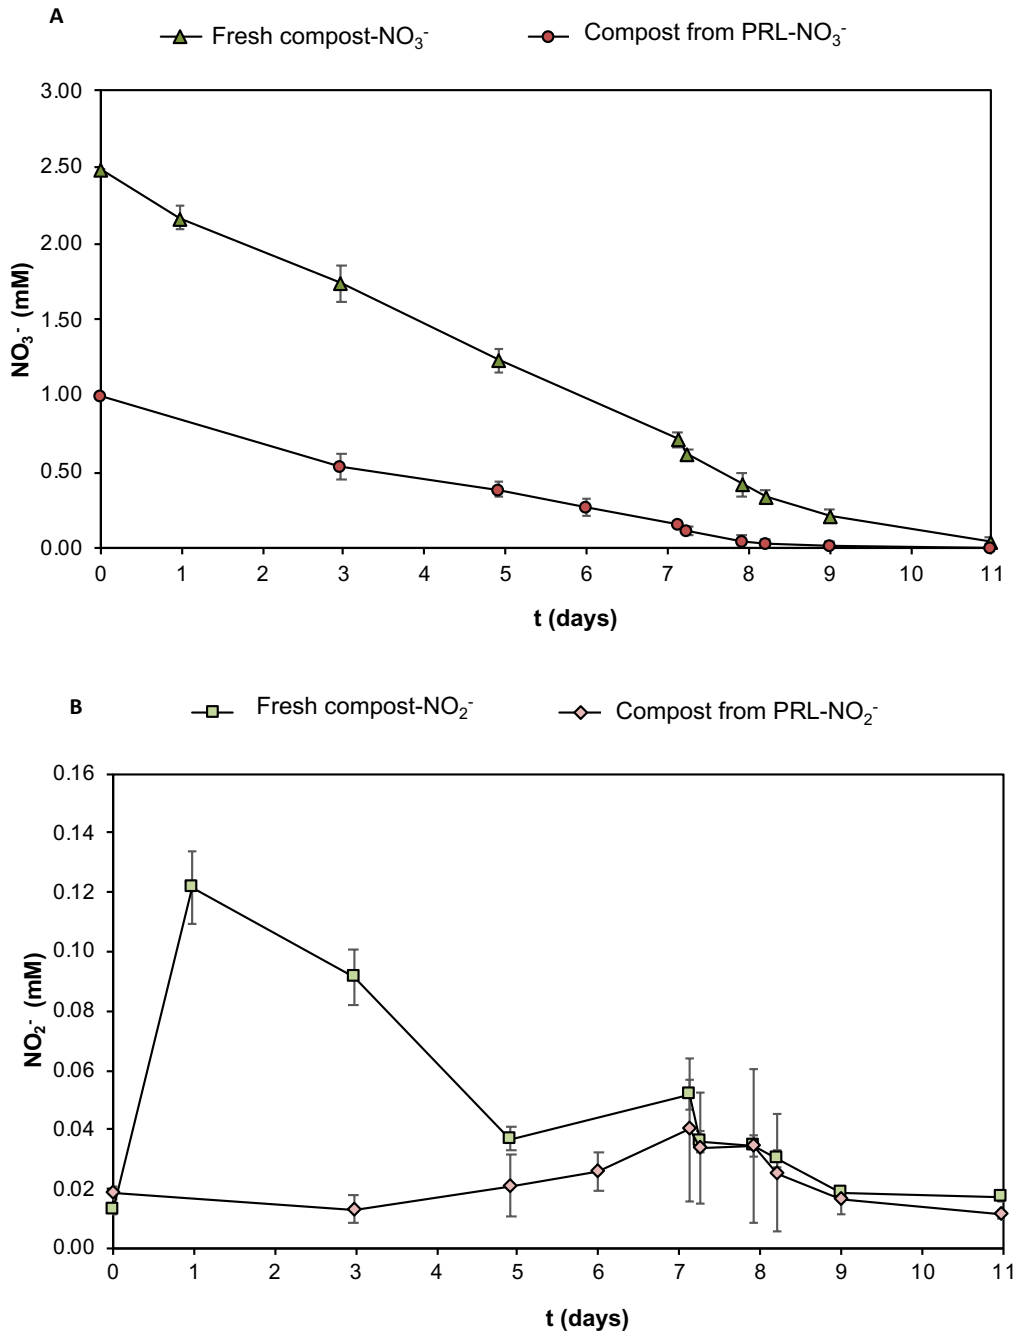 A
Fresh compost-NO₃⁻ Compost from PRL-NO₃⁻
3.00
2.50
2.00
1.50
1.00
0.50
0.00
NO₃⁻ (mM)
0 1 2 3 4 5 6 7 8 9 10 11
t (days)
B
Fresh compost-NO₂⁻ Compost from PRL-NO₂⁻
0.16
0.14
0.12
0.10
0.08
0.06
0.04
0.02
0.00
NO₂⁻ (mM)
0 1 2 3 4 5 6 7 8 9 10 11
t (days)